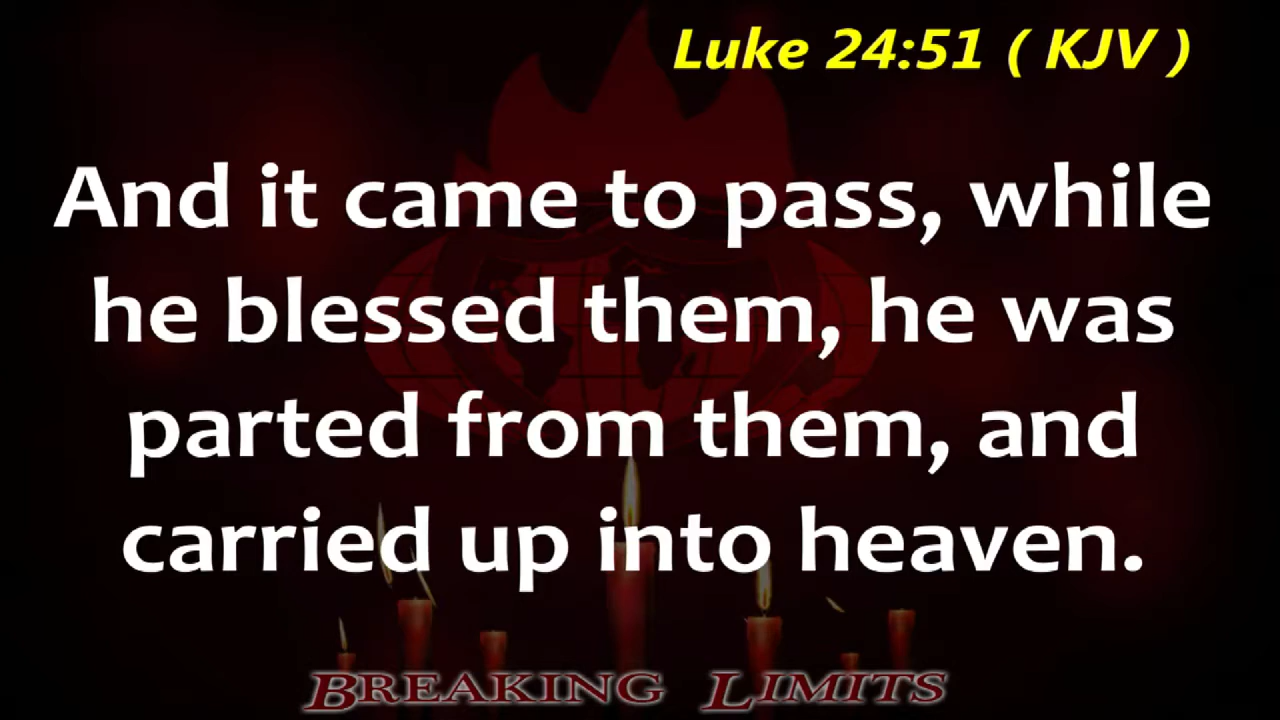 Luke 24:51 ( KJV )
And it came to pass, while
he blessed them, he was
parted from them, and
carried up into heaven.
BREAKING LIMITS